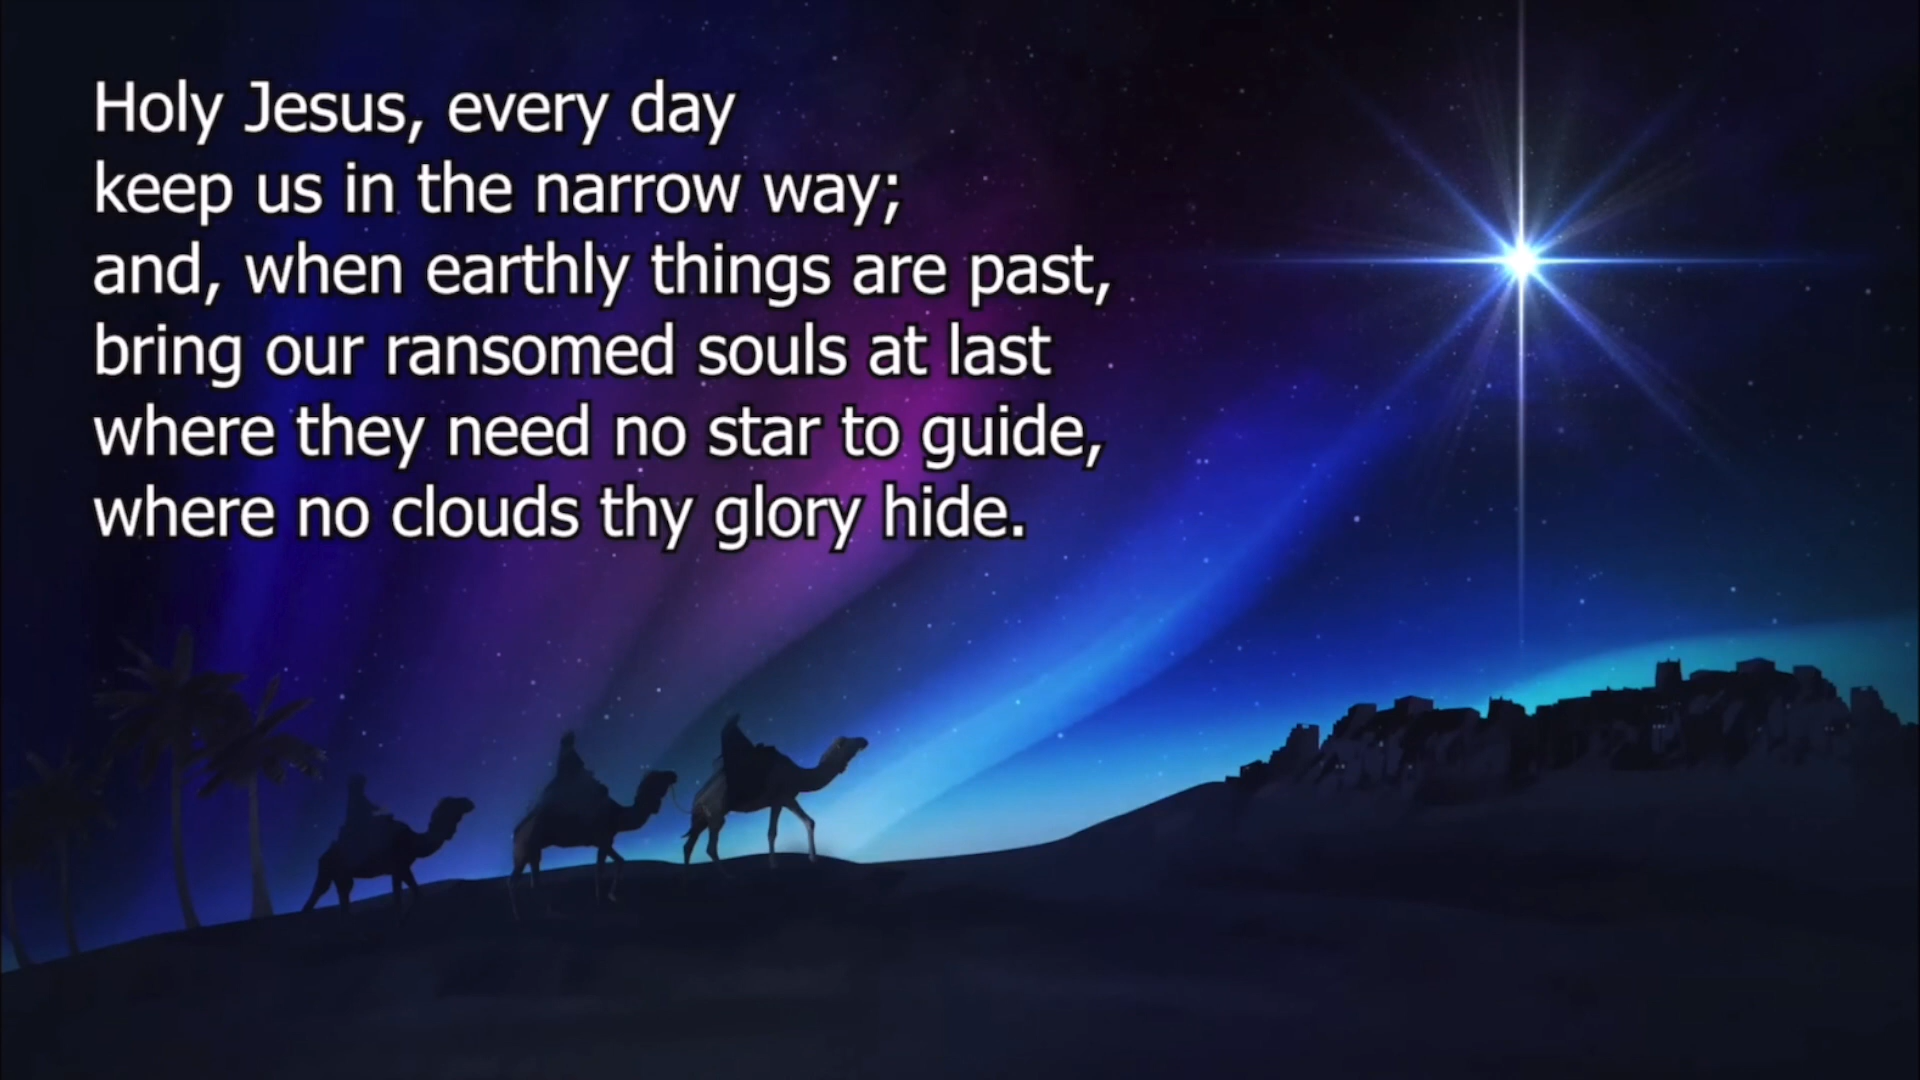 Holy Jesus, every day
keep us in the narrow way;
and, when earthly things are past,
bring our ransomed souls at last
where they need no star to guide,
where no clouds thy glory hide.